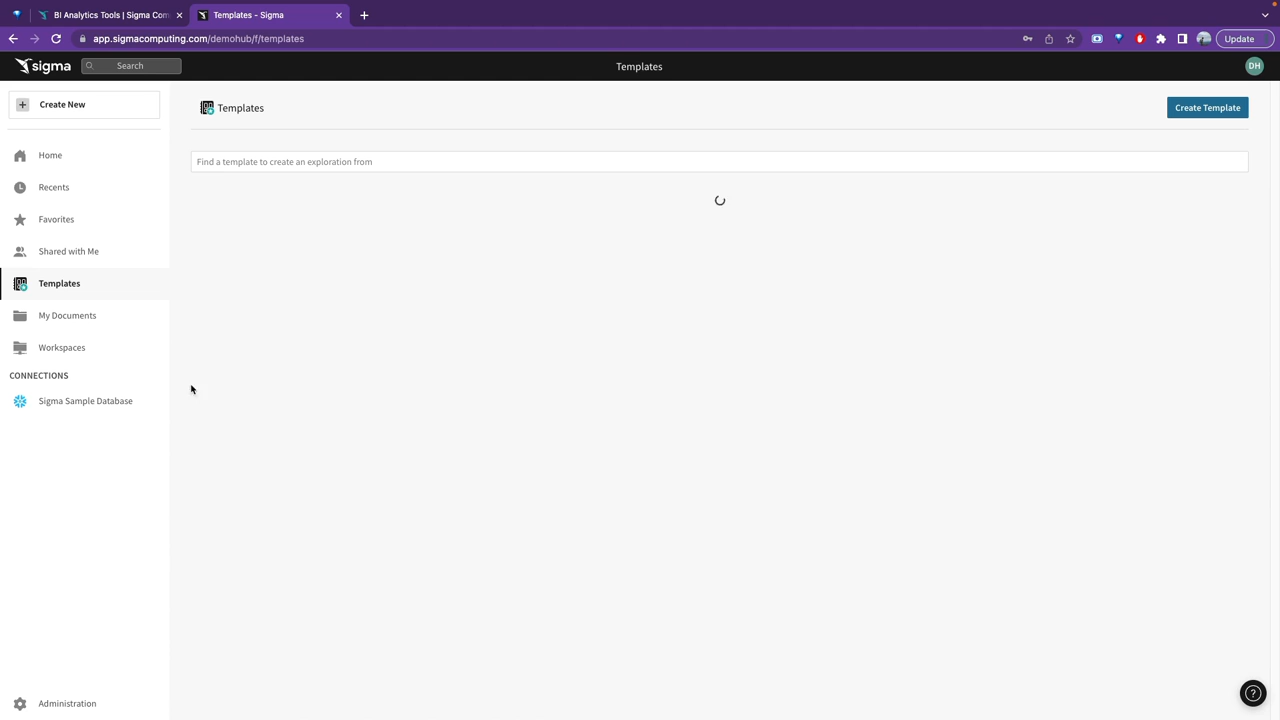 BI Analytics Tools | Sigma Com
Templates - Sigma
app.sigmacomputing.com/demohub/f/templates
Update
sigma
Search
Templates
DH
Create New
Templates
Create Template
Home
Find a template to create an exploration from
Recents
Favorites
Shared with Me
Templates
My Documents
Workspaces
CONNECTIONS
Sigma Sample Database
Administration
?